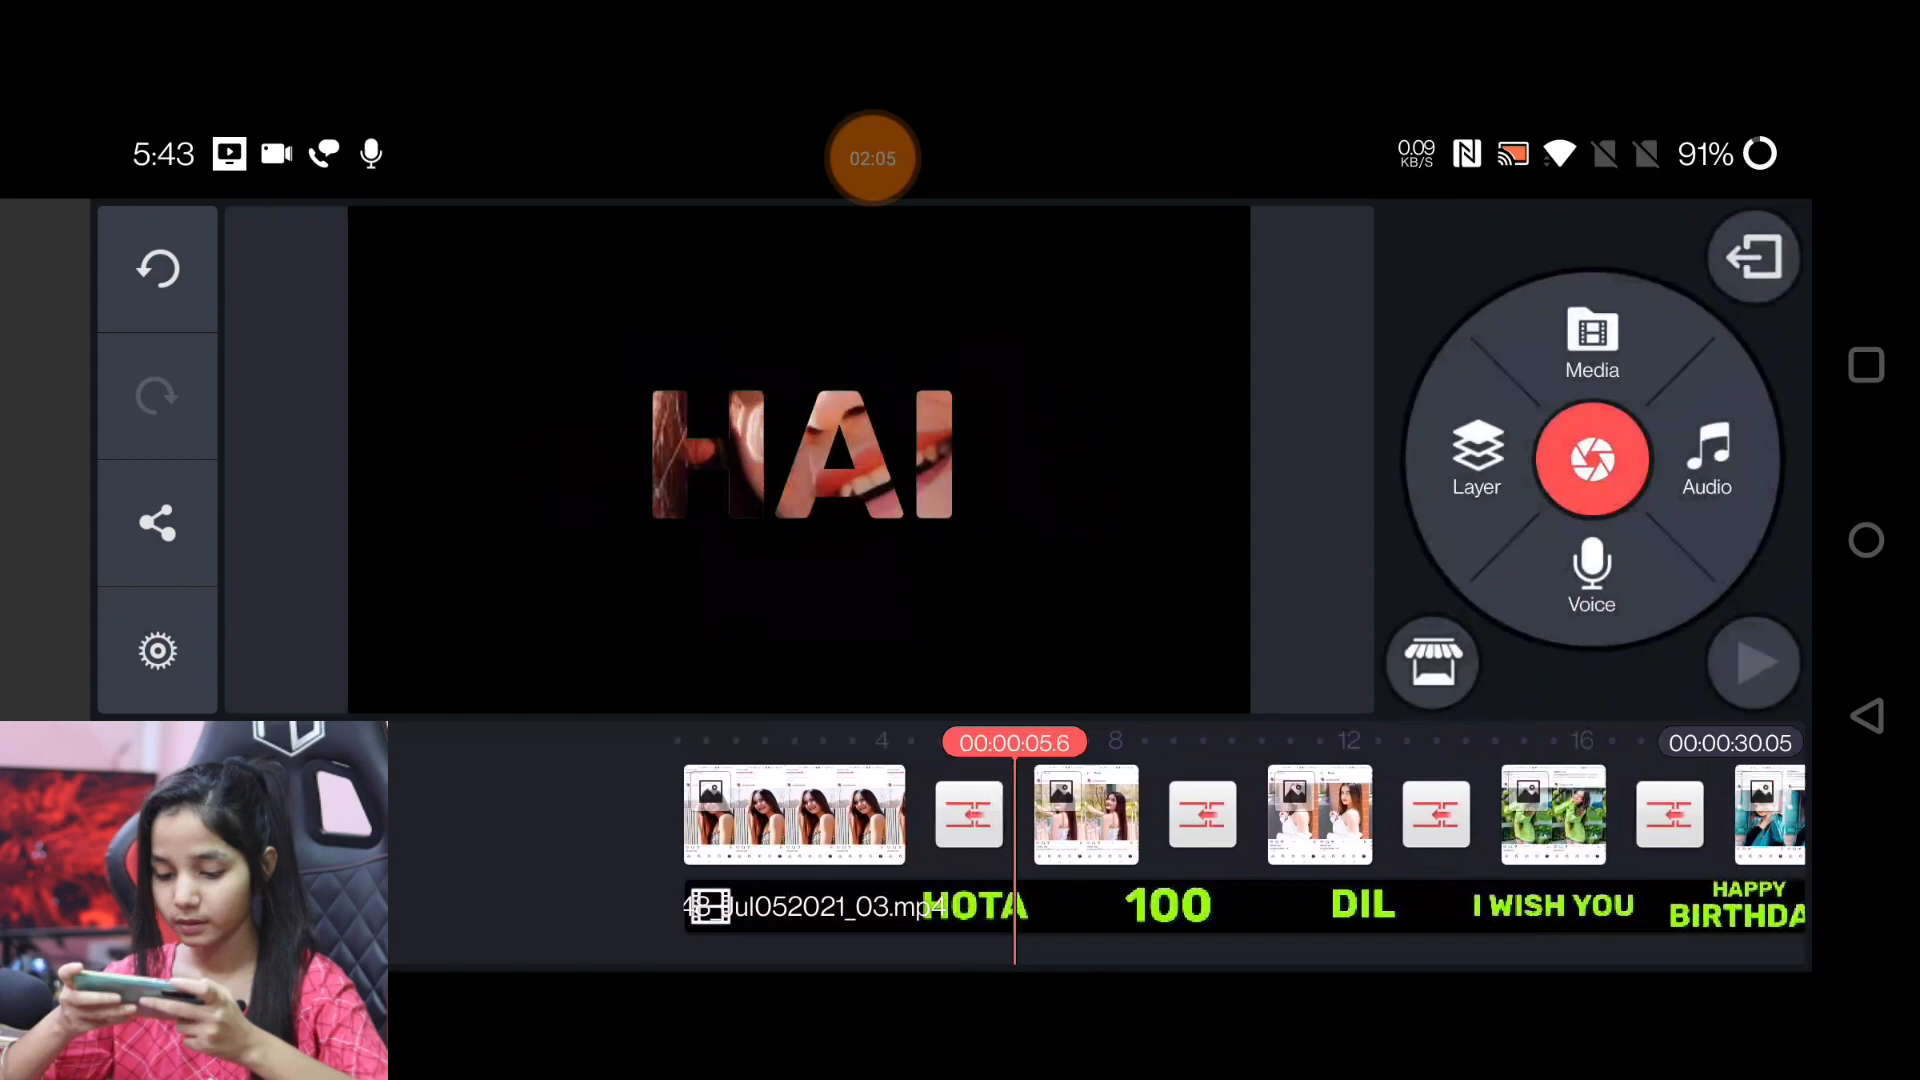 5:43
02:05
0.09
KB/S
91%
HAI
Media
Layer
Audio
Voice
4
00:00:05.6
8
12
16
00:00:30.05
Jul052021_03.mp4
HOTA
100
DIL
I WISH YOU
HAPPY
BIRTHDA